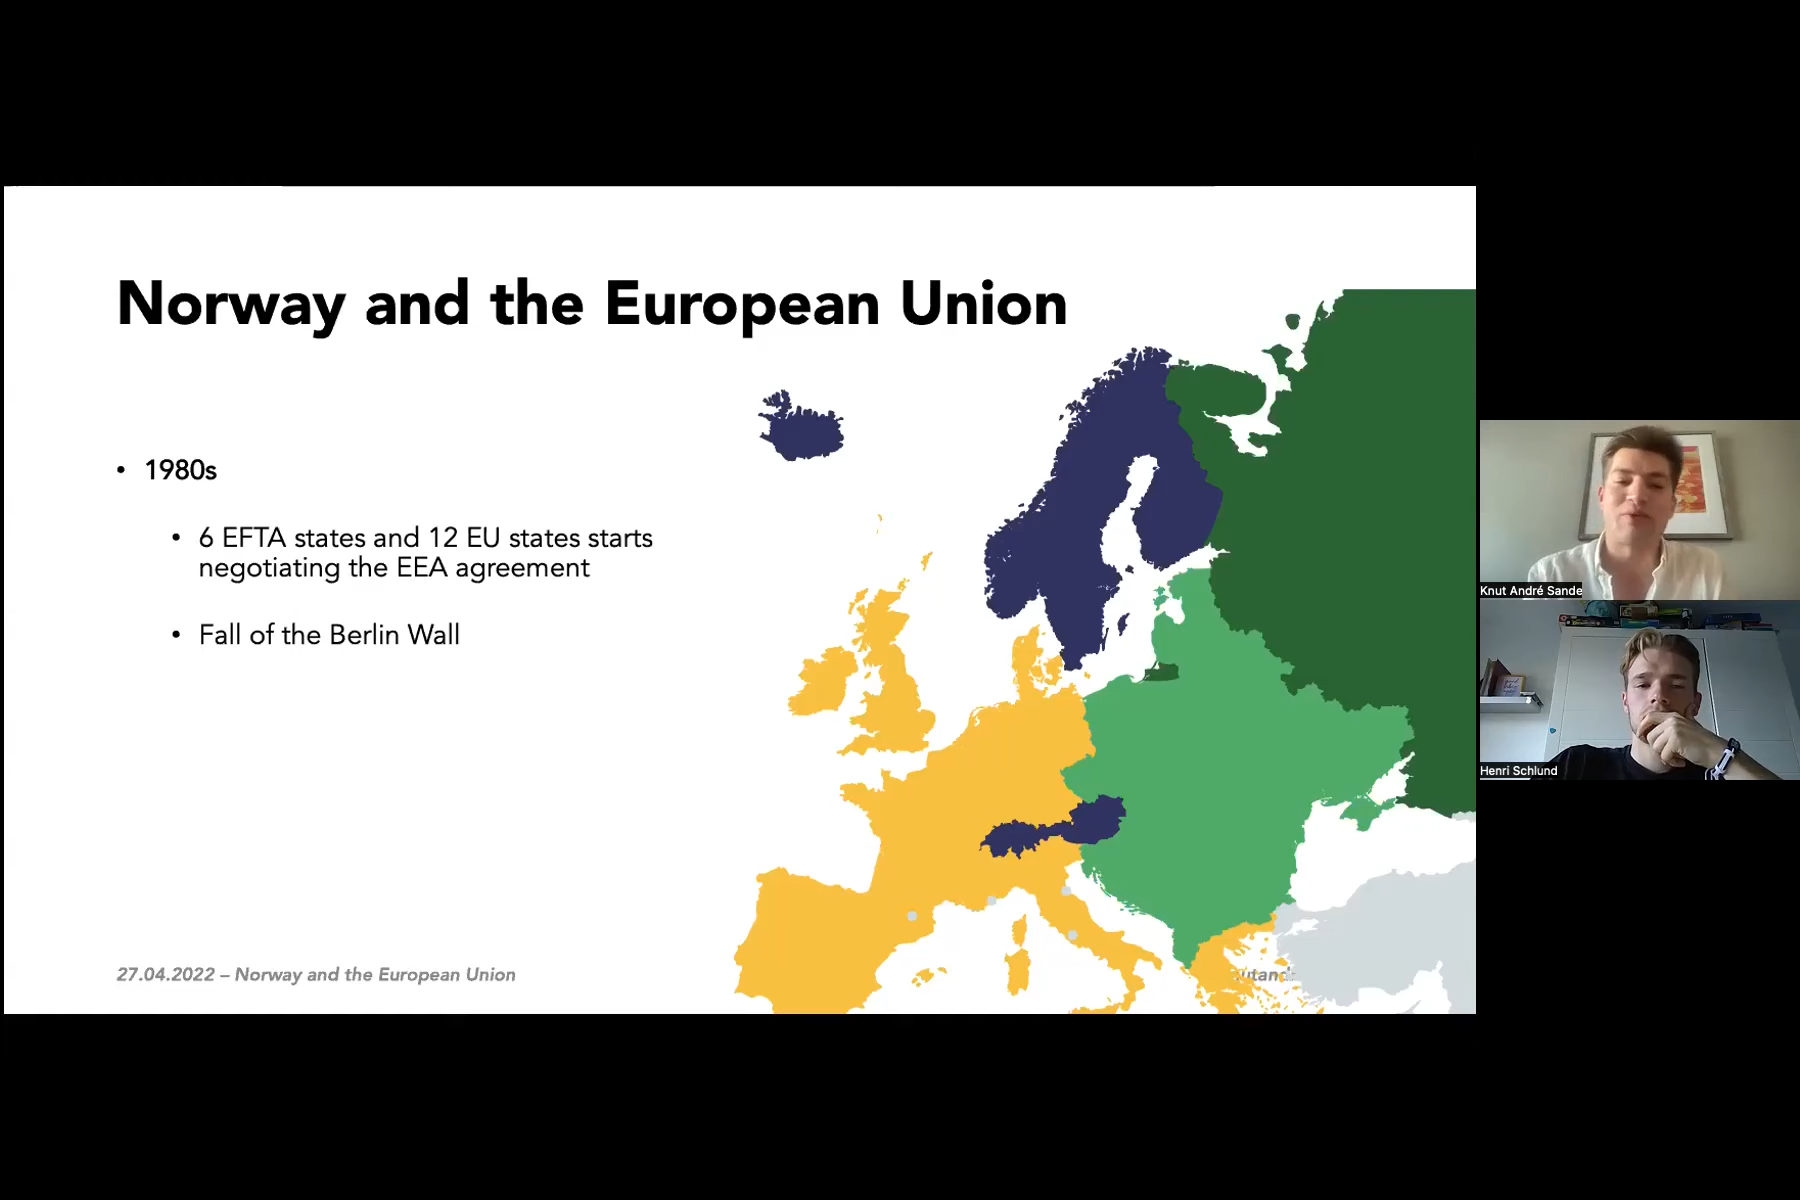 Norway and the European Union
• 1980s
• 6 EFTA states and 12 EU states starts
negotiating the EEA agreement
• Fall of the Berlin Wall
27.04.2022 – Norway and the European Union
Knut André Sande
Henri Schlund